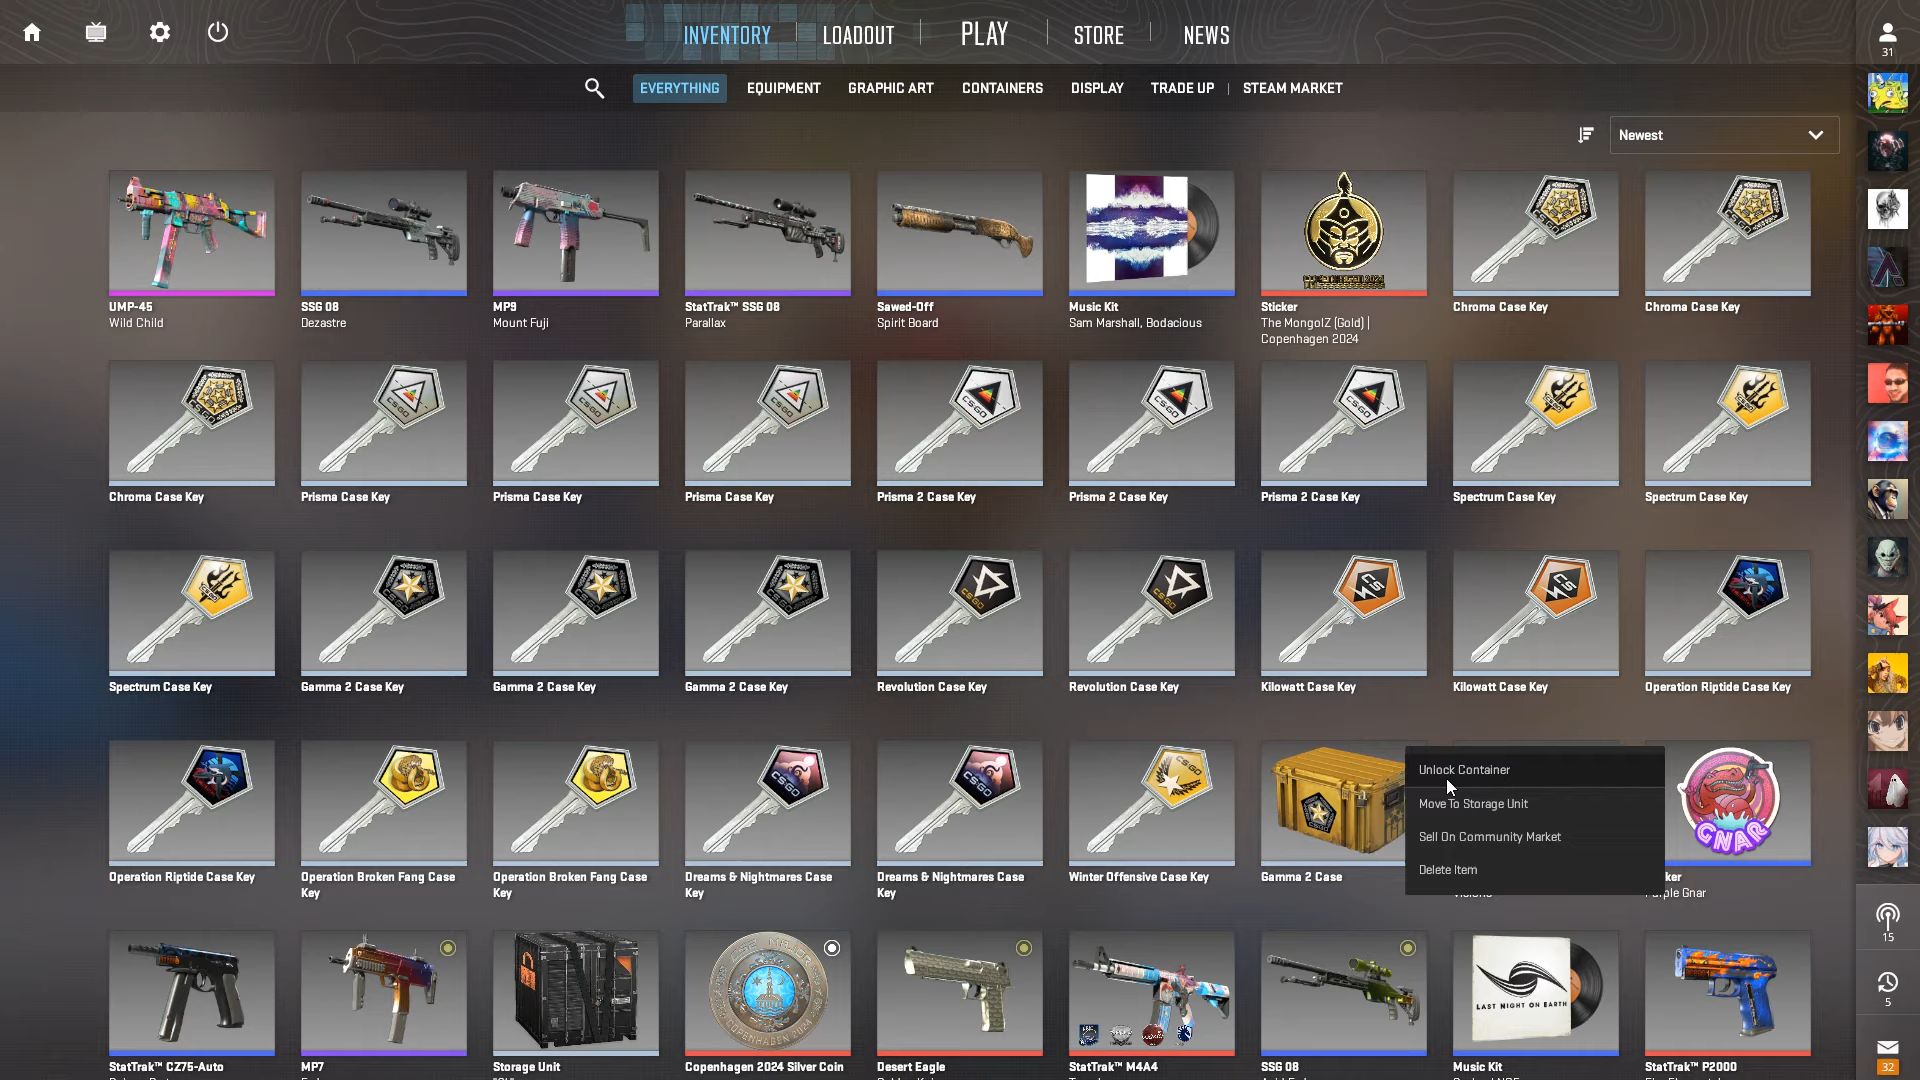 INVENTORY
LOADOUT
PLAY
STORE
NEWS
31
EVERYTHING
EQUIPMENT
GRAPHIC ART
CONTAINERS
DISPLAY
TRADE UP
STEAM MARKET
Newest
UMP-45
Wild Child
SSG 08
Dezastre
MP9
Mount Fuji
StatTrak™ SSG 08
Parallax
Sawed-Off
Spirit Board
Music Kit
Sam Marshall, Bodacious
Sticker
The MongolZ (Gold) |
Copenhagen 2024
Chroma Case Key
Chroma Case Key
Chroma Case Key
Prisma Case Key
Prisma Case Key
Prisma Case Key
Prisma 2 Case Key
Prisma 2 Case Key
Prisma 2 Case Key
Spectrum Case Key
Spectrum Case Key
Spectrum Case Key
Gamma 2 Case Key
Gamma 2 Case Key
Gamma 2 Case Key
Revolution Case Key
Revolution Case Key
Kilowatt Case Key
Kilowatt Case Key
Operation Riptide Case Key
Operation Riptide Case Key
Operation Broken Fang Case
Key
Operation Broken Fang Case
Key
Dreams & Nightmares Case
Key
Dreams & Nightmares Case
Key
Winter Offensive Case Key
Gamma 2 Case
Unlock Container
Move To Storage Unit
Sell On Community Market
Delete Item
GNAR
ker
Purple Gnar
15
5
32
LAST NIGHT ON EARTH
StatTrak™ CZ75-Auto
MP7
Storage Unit
Copenhagen 2024 Silver Coin
Desert Eagle
StatTrak™ M4A4
SSG 08
Music Kit
StatTrak™ P2000